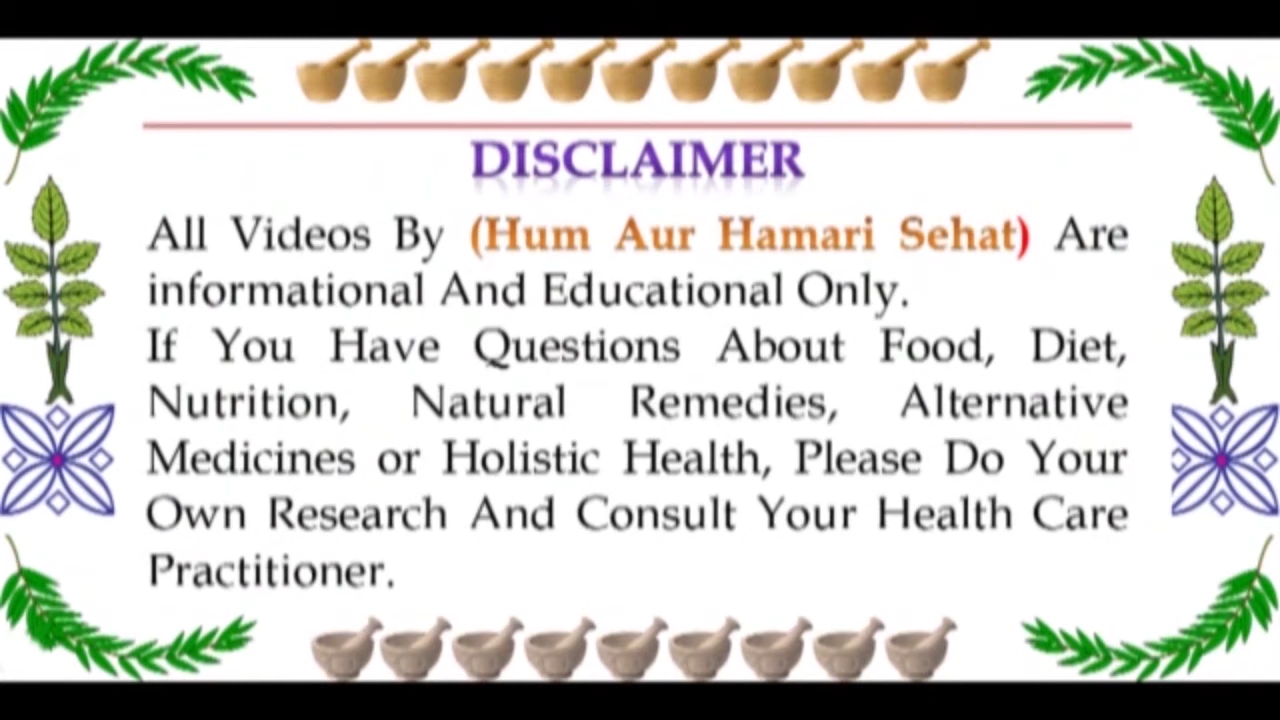 DISCLAIMER
All Videos By (Hum Aur Hamari Sehat) Are
informational And Educational Only.
If You Have Questions About Food, Diet,
Nutrition, Natural Remedies, Alternative
Medicines or Holistic Health, Please Do Your
Own Research And Consult Your Health Care
Practitioner.